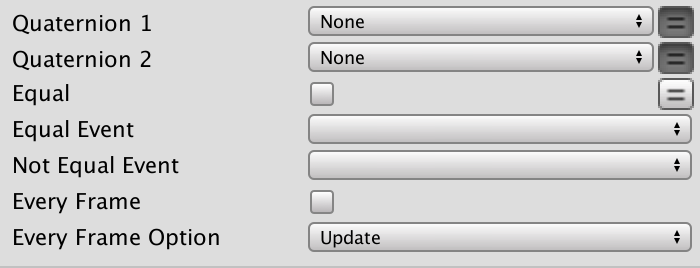 Quaternion 1 None
Quaternion 2 None
Equal
Equal Event
Not Equal Event
Every Frame
Every Frame Option Update